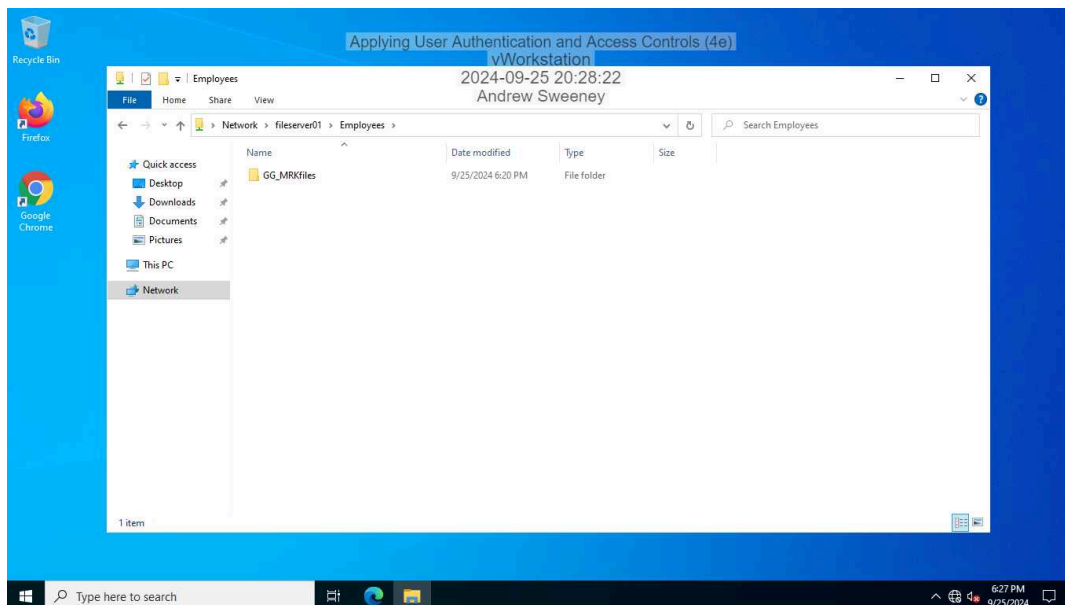 Applying User Authentication and Access Controls (4e)
vWorkstation
2024-09-25 20:28:22
Andrew Sweeney
Recycle Bin
Firefox
Google
Chrome
Employees
File Home Share View
Network › fileserver01 › Employees ›
Search Employees
Name Date modified Type Size
GG_MRKfiles 9/25/2024 6:20 PM File folder
Quick access
Desktop
Downloads
Documents
Pictures
This PC
Network
1 item
Type here to search
6:27 PM
9/25/2024